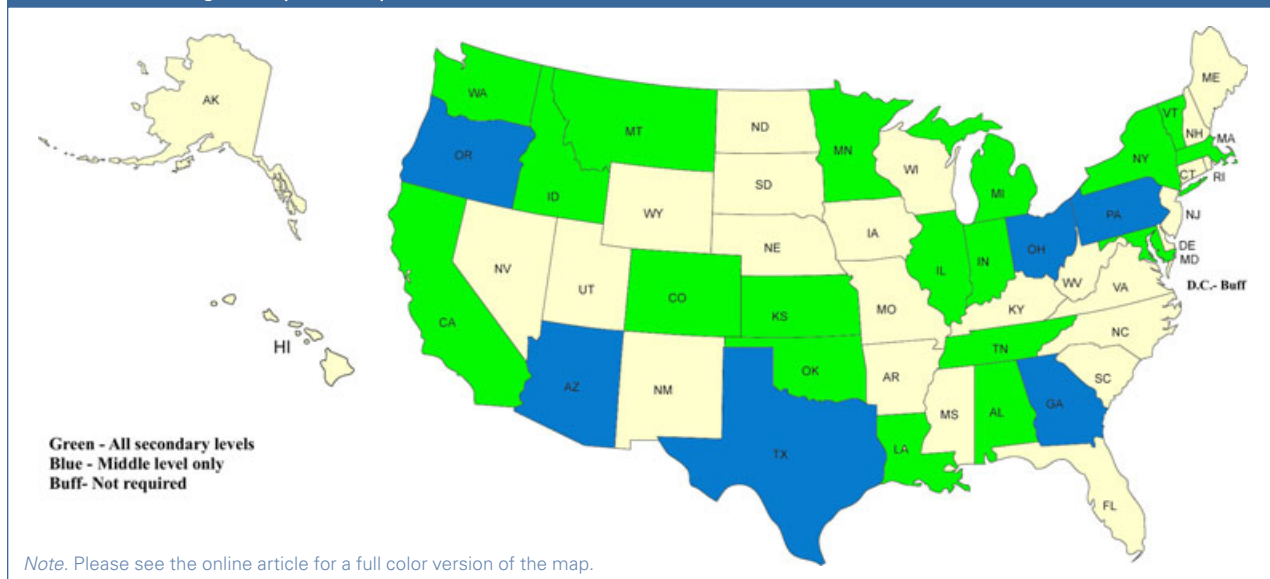 AK
WA
MT
ND
MN
ME
VT
NH
MA
OR
ID
WY
SD
WI
MI
NY
CT
RI
NV
UT
CO
NE
IA
IL
IN
OH
PA
NJ
DE
MD
D.C.- Buff
CA
KS
MO
KY
WV
VA
HI
AZ
NM
OK
AR
TN
NC
SC
TX
LA
MS
AL
GA
FL
Green - All secondary levels
Blue - Middle level only
Buff- Not required
Note. Please see the online article for a full color version of the map.